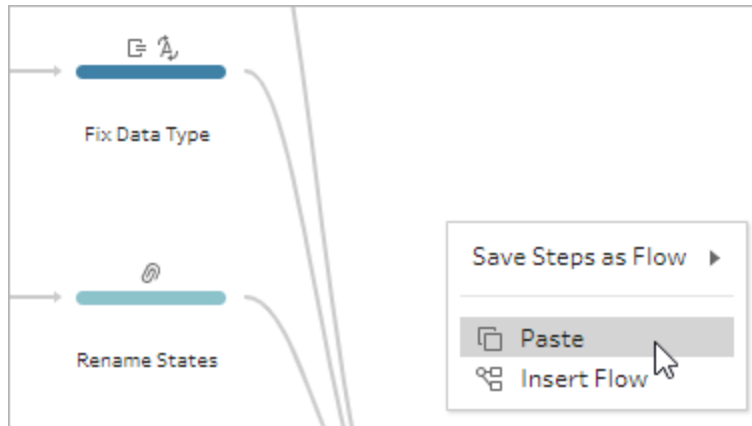 Fix Data Type
Save Steps as Flow
Paste
Rename States
Insert Flow